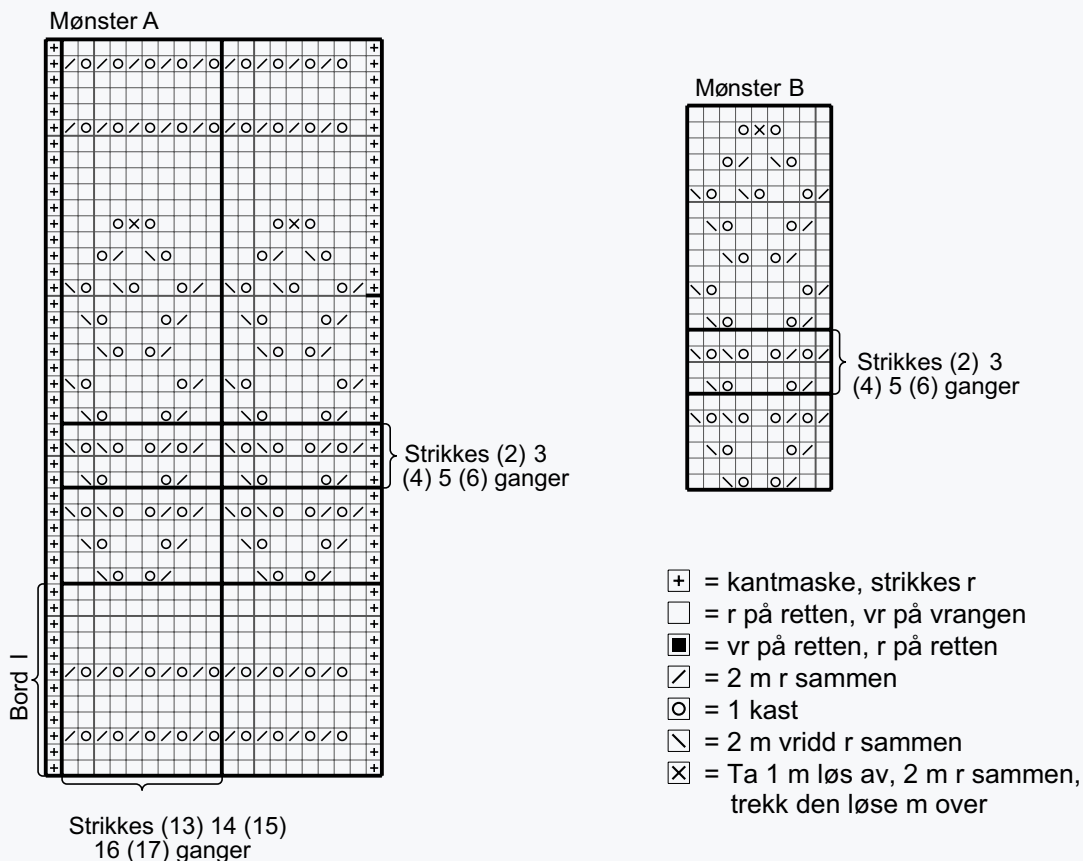 Mønster A
Mønster B
Strikkes (2) 3
(4) 5 (6) ganger
Strikkes (2) 3
(4) 5 (6) ganger
Bord I
Strikkes (13) 14 (15)
16 (17) ganger
+ = kantmaske, strikkes r
= r på retten, vr på vrangen
■ = vr på retten, r på retten
/ = 2 m r sammen
O = 1 kast
\ = 2 m vridd r sammen
X = Ta 1 m løs av, 2 m r sammen,
trekk den løse m over